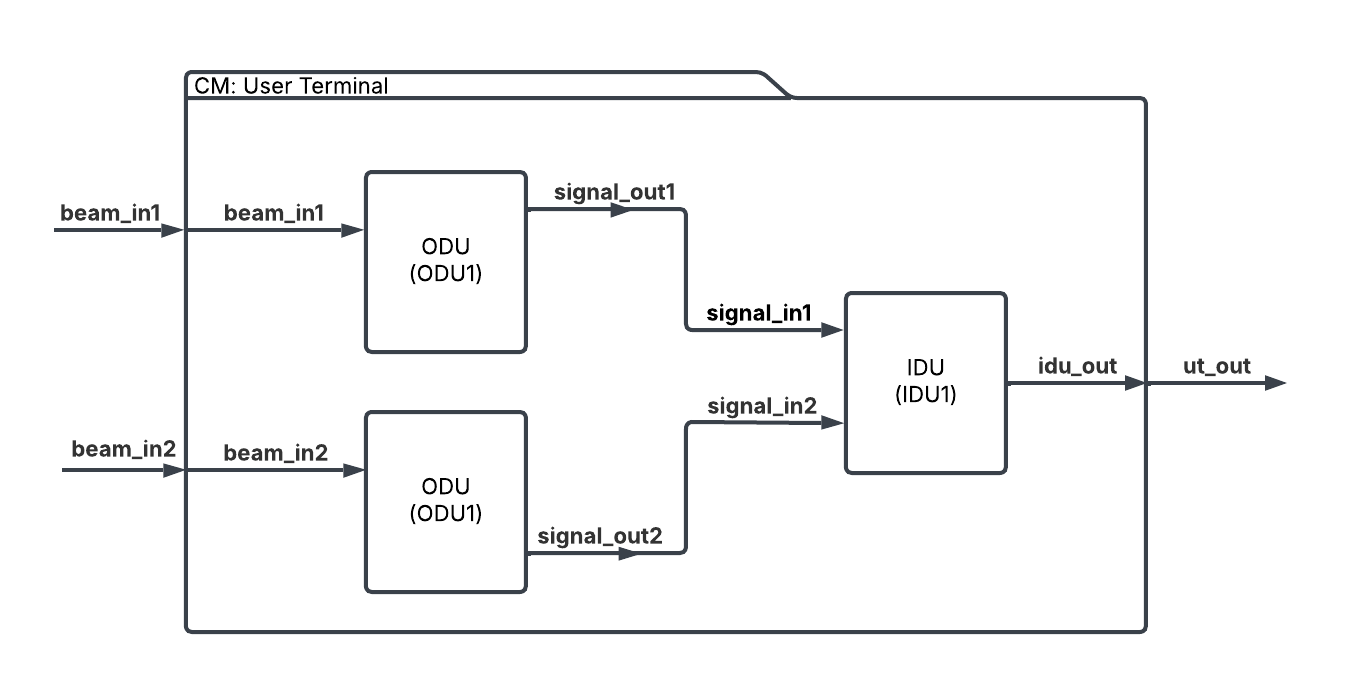 CM: User Terminal
beam_in1
beam_in1
ODU
(ODU1)
signal_out1
signal_in1
beam_in2
beam_in2
ODU
(ODU1)
signal_out2
signal_in2
IDU
(IDU1)
idu_out
ut_out